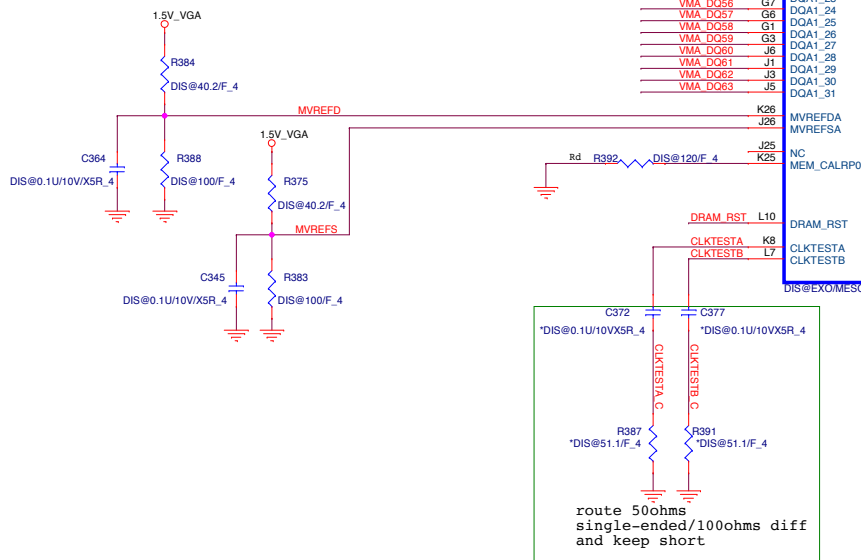 1.5V_VGA
R384
DIS@40.2/F_4
MVREFD
C364
DIS@0.1U/10V/X5R_4
R388
DIS@100/F_4
1.5V_VGA
R375
DIS@40.2/F_4
MVREFS
C345
DIS@0.1U/10V/X5R_4
R383
DIS@100/F_4
VMA_DQ56 G7 DQA1_24
VMA_DQ57 G6 DQA1_25
VMA_DQ58 G1 DQA1_26
VMA_DQ59 G3 DQA1_27
VMA_DQ60 J6 DQA1_28
VMA_DQ61 J1 DQA1_29
VMA_DQ62 J3 DQA1_30
VMA_DQ63 J5 DQA1_31
K26 MVREFDA
J26 MVREFSA
J25 NC
Rd R392 DIS@120/F_4 K25 MEM_CALRP0
DRAM_RST L10 DRAM_RST
CLKTESTA K8 CLKTESTA
CLKTESTB L7 CLKTESTB
C372
*DIS@0.1U/10VX5R_4
C377
*DIS@0.1U/10VX5R_4
CLKTESTA_C
CLKTESTB_C
R387
*DIS@51.1/F_4
R391
*DIS@51.1/F_4
route 50ohms
single-ended/100ohms diff
and keep short